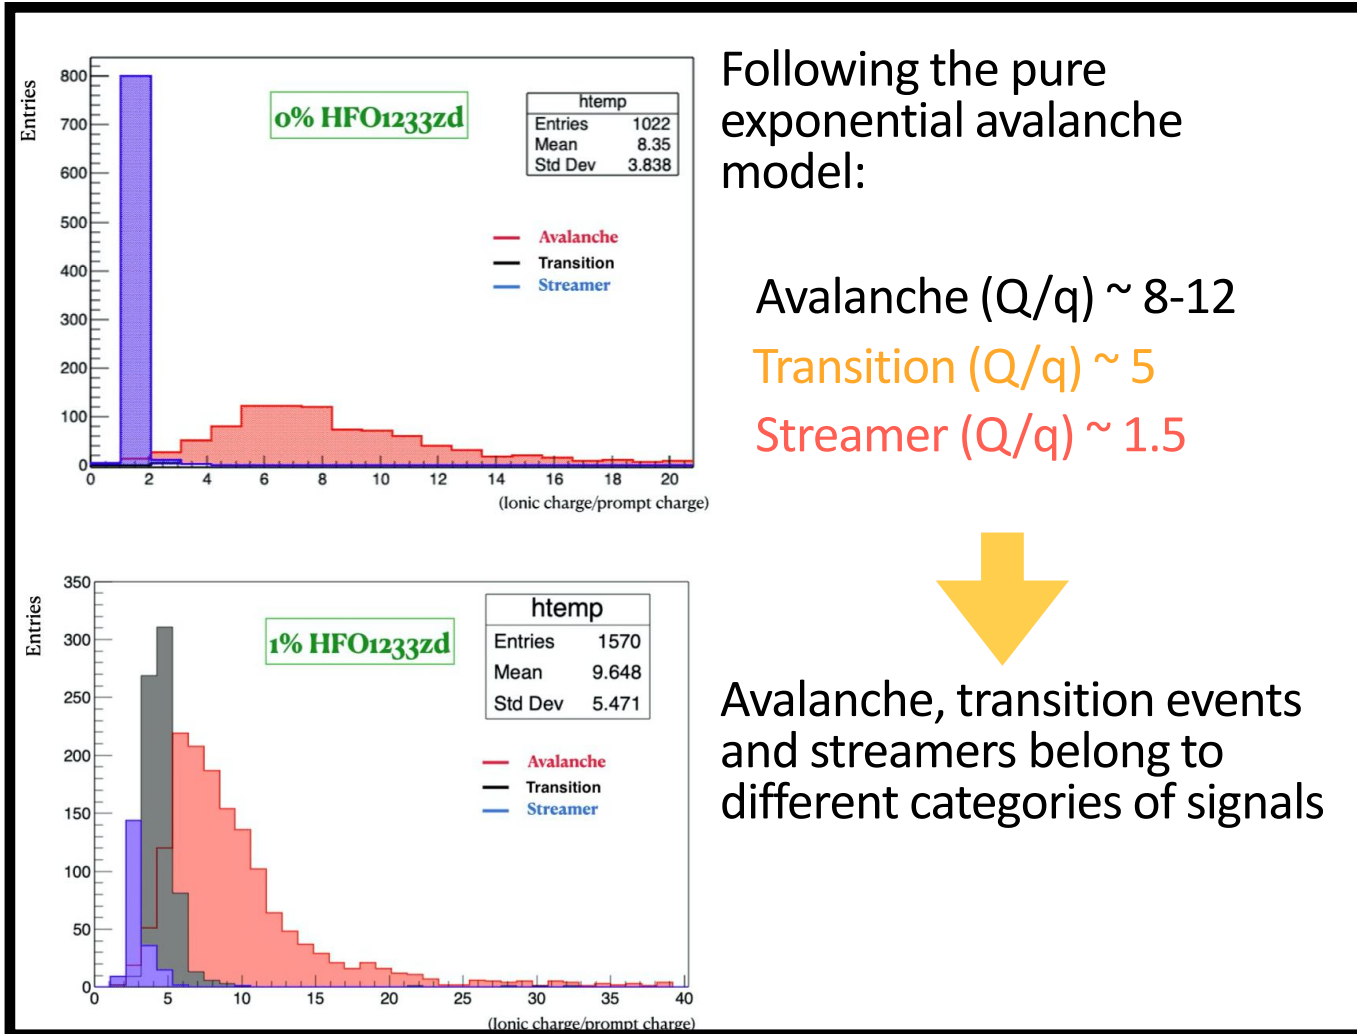 Entries
0% HFO1233zd
htemp
Entries 1022
Mean 8.35
Std Dev 3.838
Avalanche
Transition
Streamer
800
700
600
500
400
300
200
100
0
0 2 4 6 8 10 12 14 16 18 20
(Ionic charge/prompt charge)
Following the pure
exponential avalanche
model:
Avalanche (Q/q) ~ 8-12
Transition (Q/q) ~ 5
Streamer (Q/q) ~ 1.5
Entries
1% HFO1233zd
htemp
Entries 1570
Mean 9.648
Std Dev 5.471
Avalanche
Transition
Streamer
350
300
250
200
150
100
50
0
0 5 10 15 20 25 30 35 40
(Ionic charge/prompt charge)
Avalanche, transition events
and streamers belong to
different categories of signals